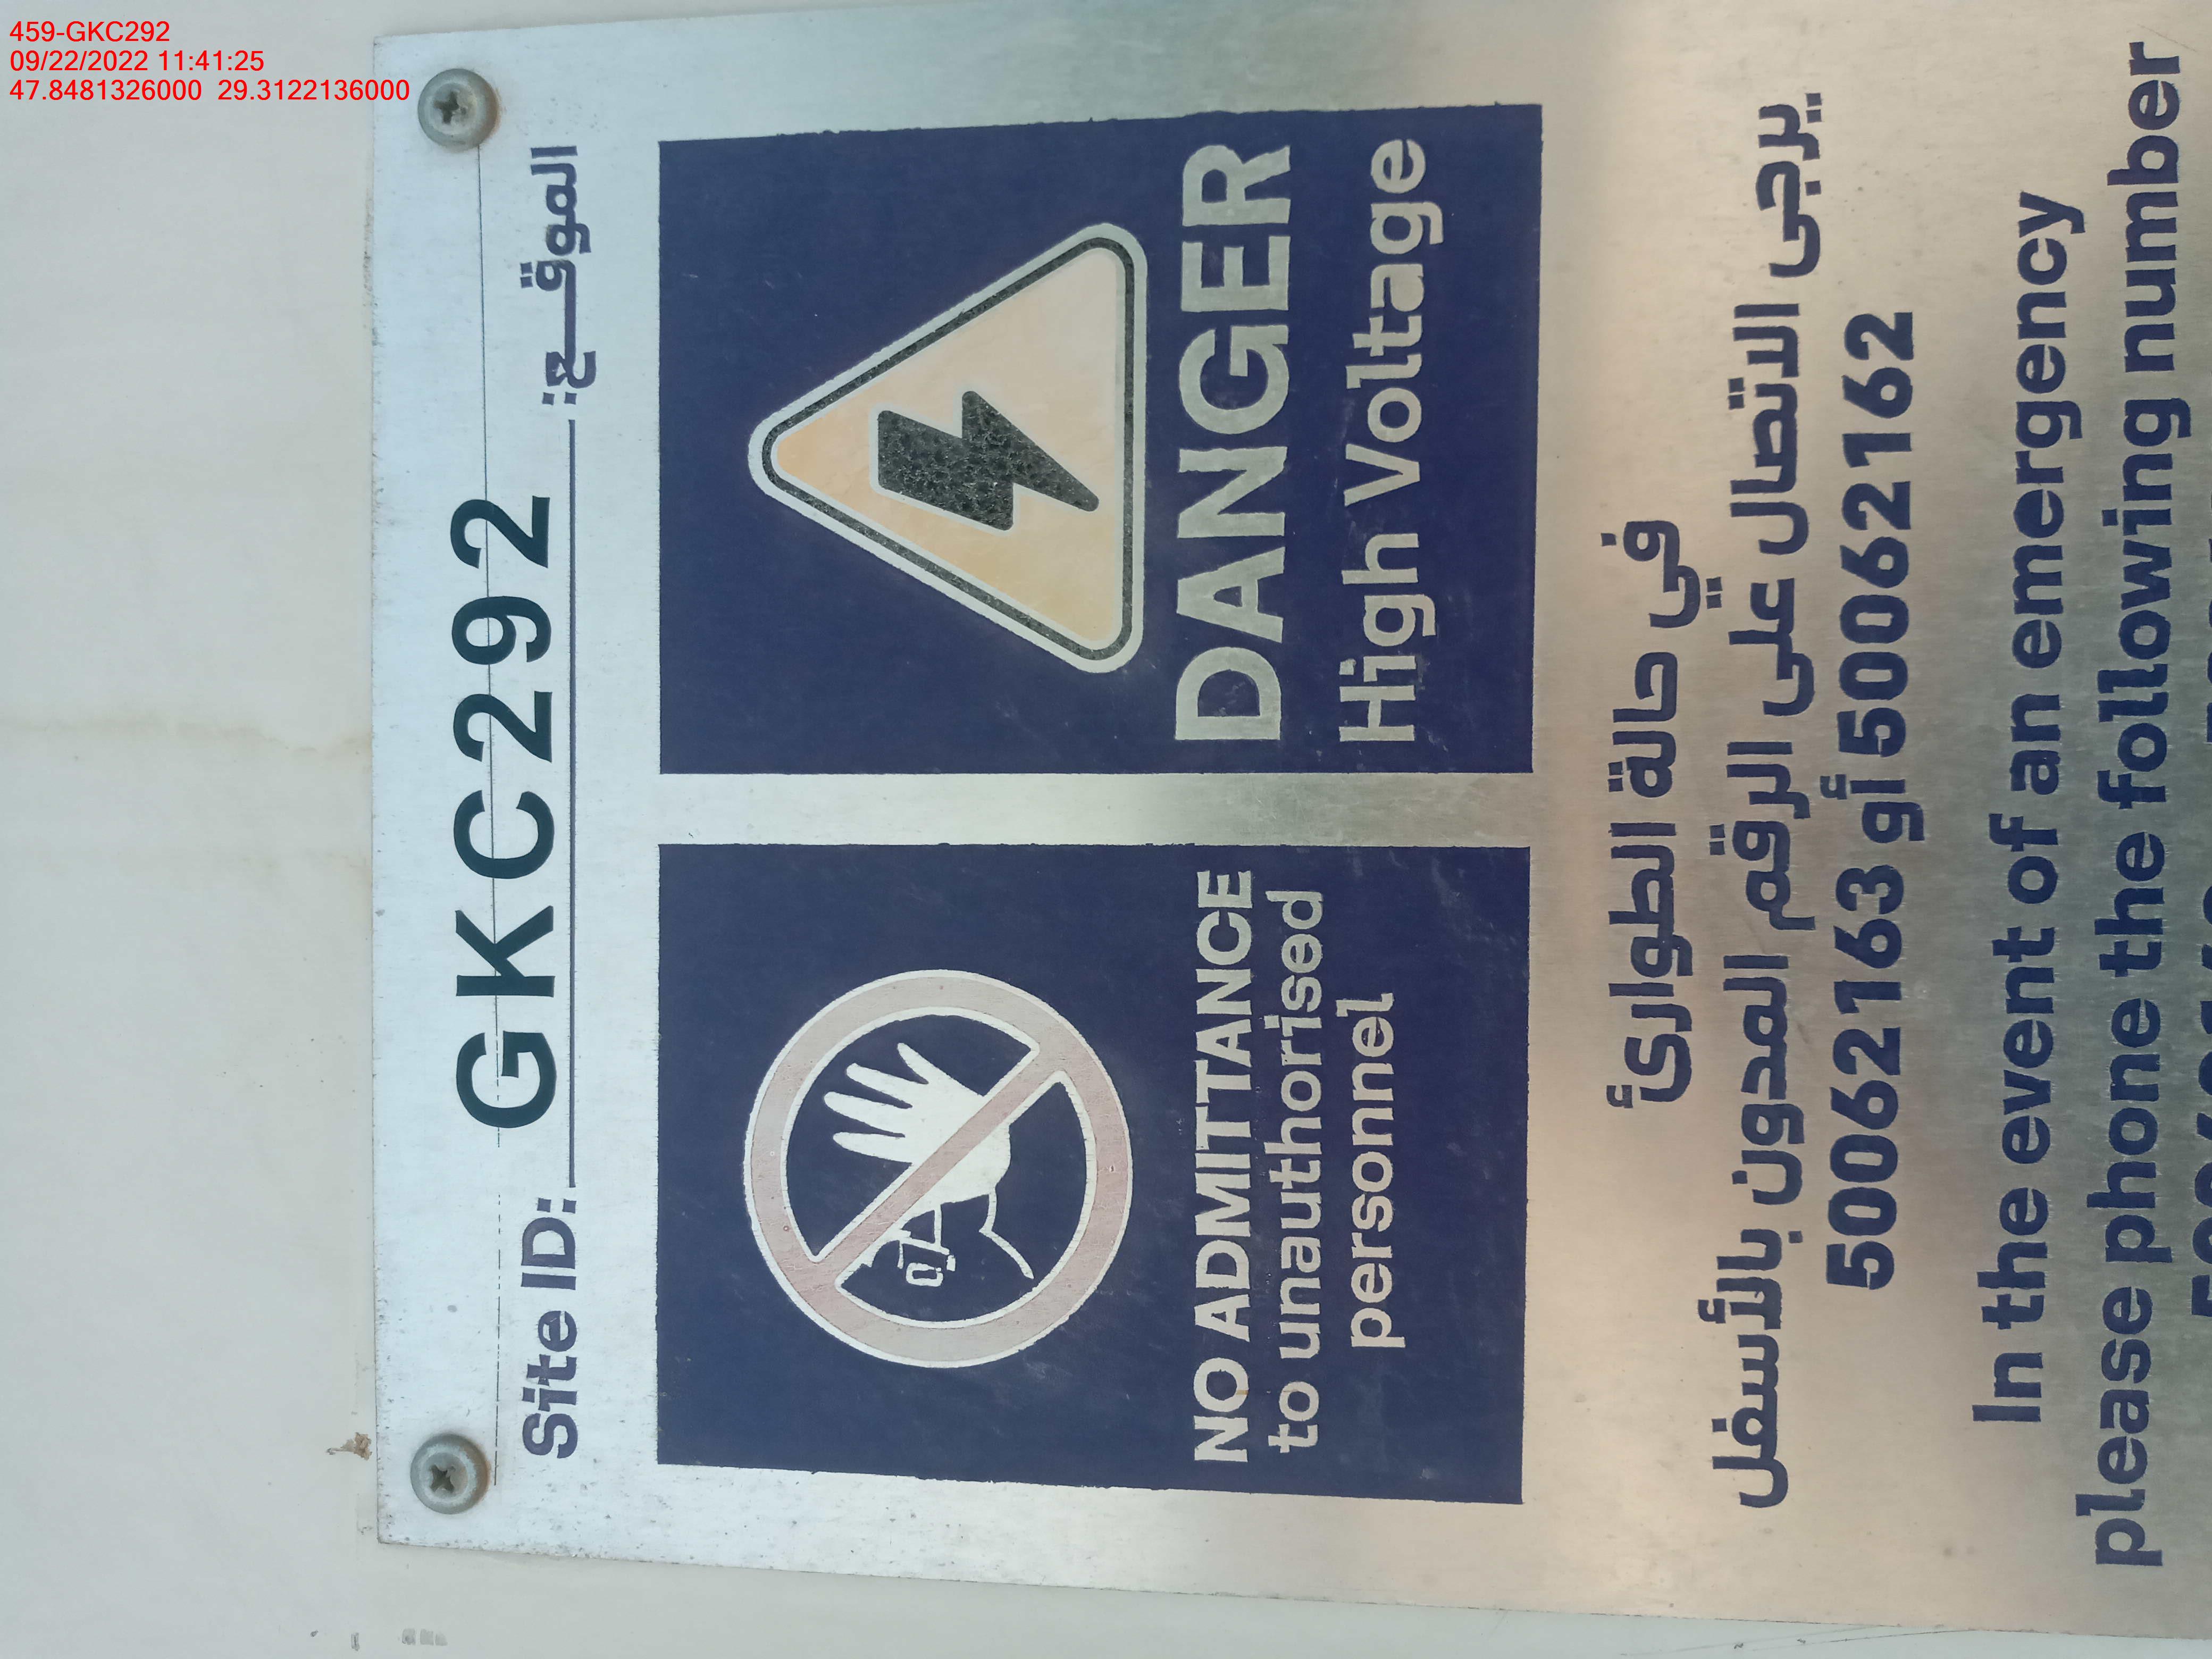 459-GKC292
09/22/2022 11:41:25
47.8481326000 29.3122136000
Site ID: GKC292 الموقع:
NO ADMITTANCE
to unauthorised
personnel
DANGER
High Voltage
في حالة الطوارئ
يرجى الاتصال على الرقم المدون بالأسفل
50062163 أو 50062162
In the event of an emergency
please phone the following number